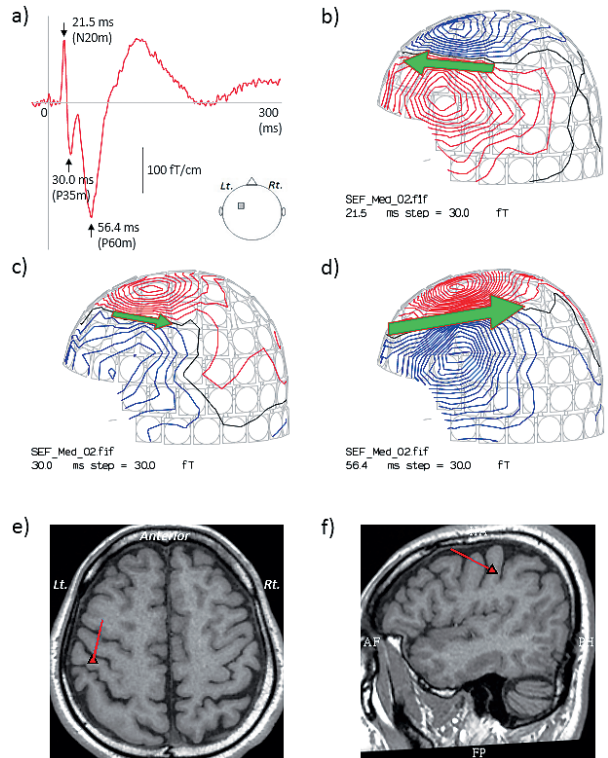 a)
21.5 ms
(N20m)
0
300
(ms)
30.0 ms
(P35m)
100 fT/cm
56.4 ms
(P60m)
Lt.
Rt.
b)
SEF_Med_02.fif
21.5 ms step = 30.0 fT
c)
SEF_Med_02.fif
30.0 ms step = 30.0 fT
d)
SEF_Med_02.fif
56.4 ms step = 30.0 fT
e)
Anterior
Lt.
Rt.
f)
AF
PH
FP